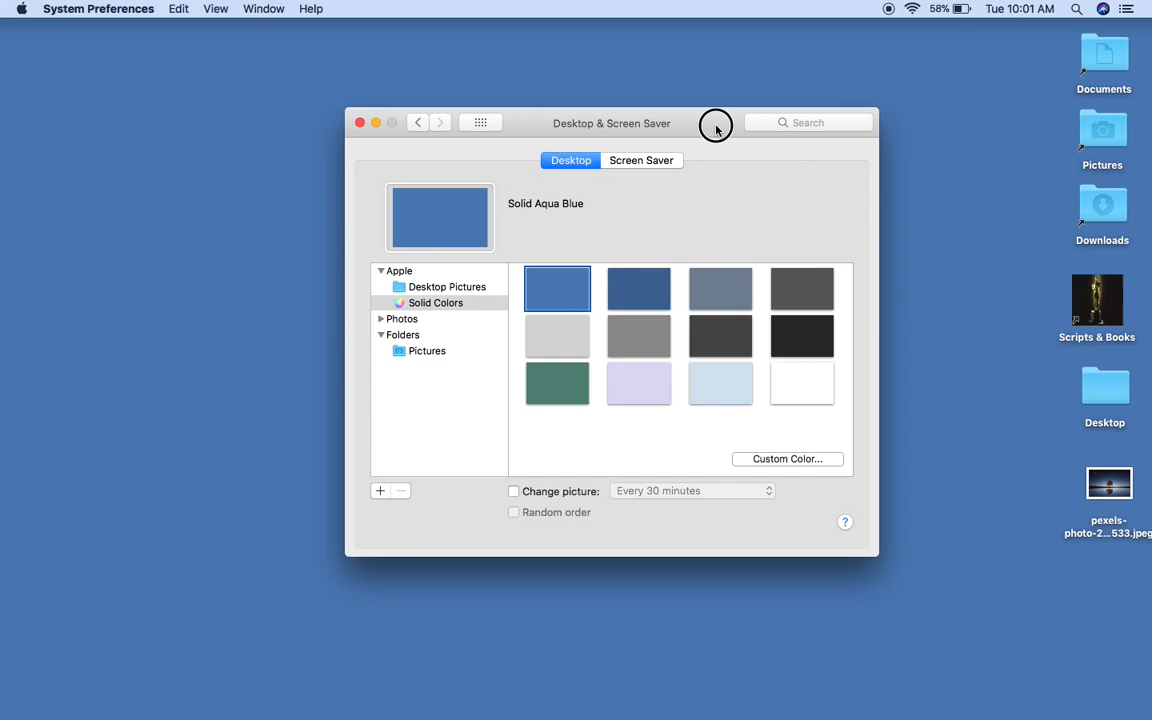 System Preferences Edit View Window Help 58% Tue 10:01 AM
Documents
Pictures
Downloads
Scripts & Books
Desktop
pexels-
photo-2...533.jpeg
Desktop & Screen Saver Search
Desktop Screen Saver
Solid Aqua Blue
Apple
Desktop Pictures
Solid Colors
Photos
Folders
Pictures
Custom Color...
+ − Change picture: Every 30 minutes
Random order
?